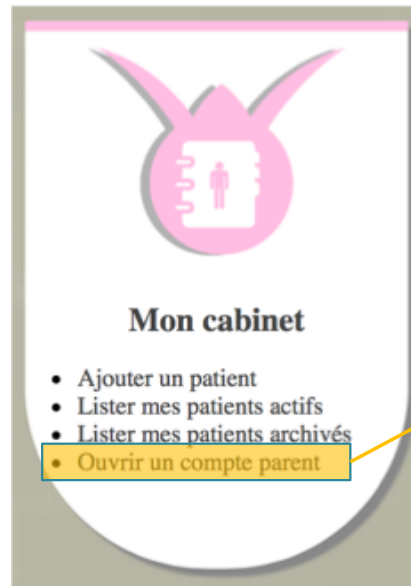 Mon cabinet
Ajouter un patient
Lister mes patients actifs
Lister mes patients archivés
Ouvrir un compte parent